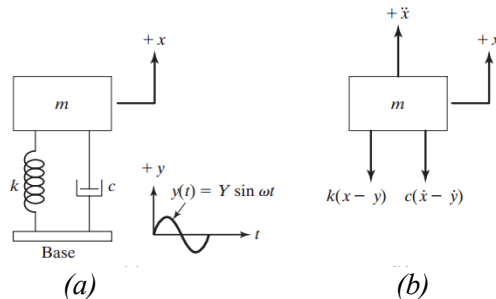 + x
m
k
c
Base
+ y
y(t) = Y sin ωt
t
(a)
+ẍ
+ x
m
k(x − y)
c(ẋ − ẏ)
(b)